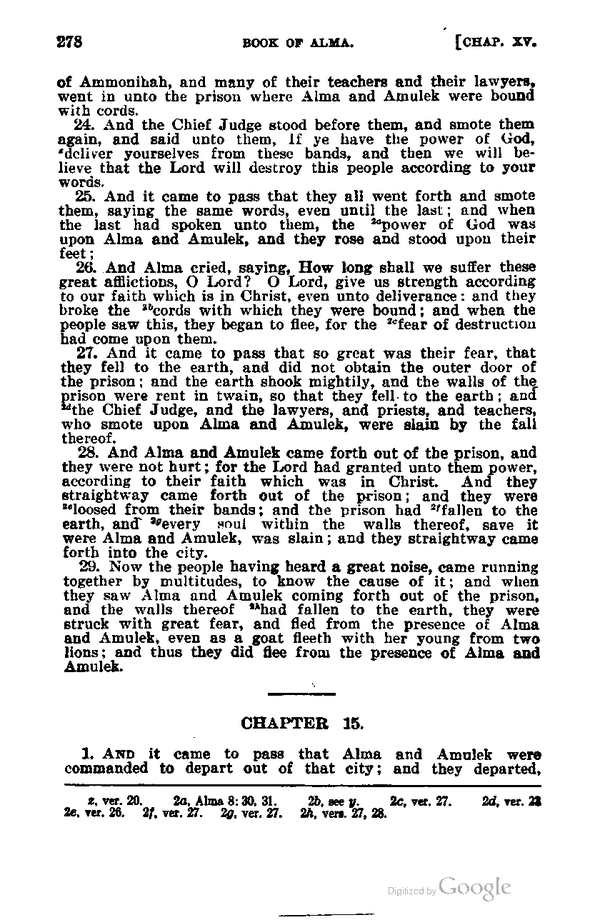 278 BOOK OF ALMA. [CHAP. XV.
of Ammonihah, and many of their teachers and their lawyers,
went in unto the prison where Alma and Amulek were bound
with cords.
24. And the Chief Judge stood before them, and smote them
again, and said unto them, If ye have the power of God,
zdeliver yourselves from these bands, and then we will be-
lieve that the Lord will destroy this people according to your
words.
25. And it came to pass that they all went forth and smote
them, saying the same words, even until the last; and when
the last had spoken unto them, the 2apower of God was
upon Alma and Amulek, and they rose and stood upon their
feet;
26. And Alma cried, saying, How long shall we suffer these
great afflictions, O Lord? O Lord, give us strength according
to our faith which is in Christ, even unto deliverance: and they
broke the 2bcords with which they were bound; and when the
people saw this, they began to flee, for the 2cfear of destruction
had come upon them.
27. And it came to pass that so great was their fear, that
they fell to the earth, and did not obtain the outer door of
the prison; and the earth shook mightily, and the walls of the
prison were rent in twain, so that they fell to the earth; and
2dthe Chief Judge, and the lawyers, and priests, and teachers,
who smote upon Alma and Amulek, were slain by the fall
thereof.
28. And Alma and Amulek came forth out of the prison, and
they were not hurt; for the Lord had granted unto them power,
according to their faith which was in Christ. And they
straightway came forth out of the prison; and they were
2eloosed from their bands; and the prison had 2ffallen to the
earth, and 2gevery soul within the walls thereof, save it
were Alma and Amulek, was slain; and they straightway came
forth into the city.
29. Now the people having heard a great noise, came running
together by multitudes, to know the cause of it; and when
they saw Alma and Amulek coming forth out of the prison,
and the walls thereof 2hhad fallen to the earth, they were
struck with great fear, and fled from the presence of Alma
and Amulek, even as a goat fleeth with her young from two
lions; and thus they did flee from the presence of Alma and
Amulek.
CHAPTER 15.
1. AND it came to pass that Alma and Amulek were
commanded to depart out of that city; and they departed,
z, ver. 20. 2a, Alma 8: 30, 31. 2b, see y. 2c, ver. 27. 2d, ver. 28
2e, ver. 26. 2f, ver. 27. 2g, ver. 27. 2h, vers. 27, 28.
Digitized by Google